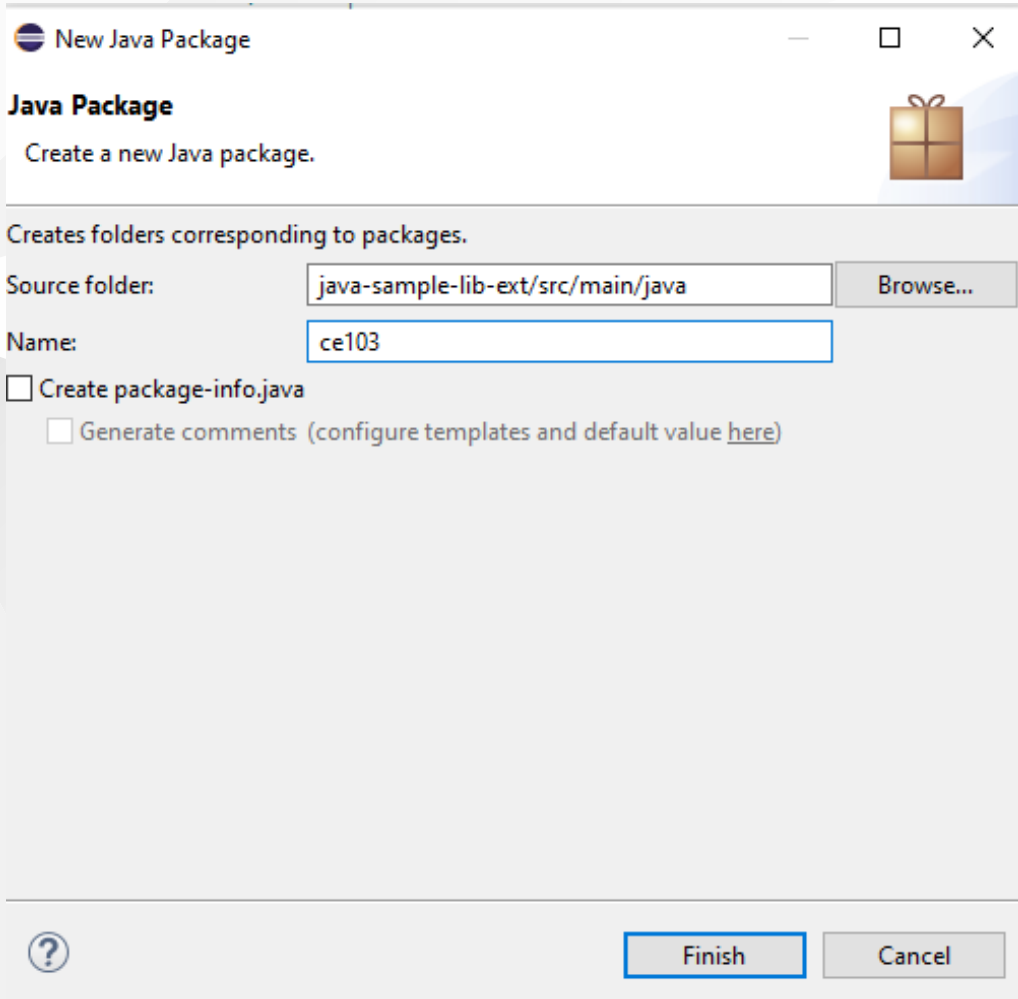 New Java Package
Java Package
Create a new Java package.
Creates folders corresponding to packages.
Source folder: java-sample-lib-ext/src/main/java Browse...
Name: ce103
Create package-info.java
Generate comments (configure templates and default value here)
? Finish Cancel